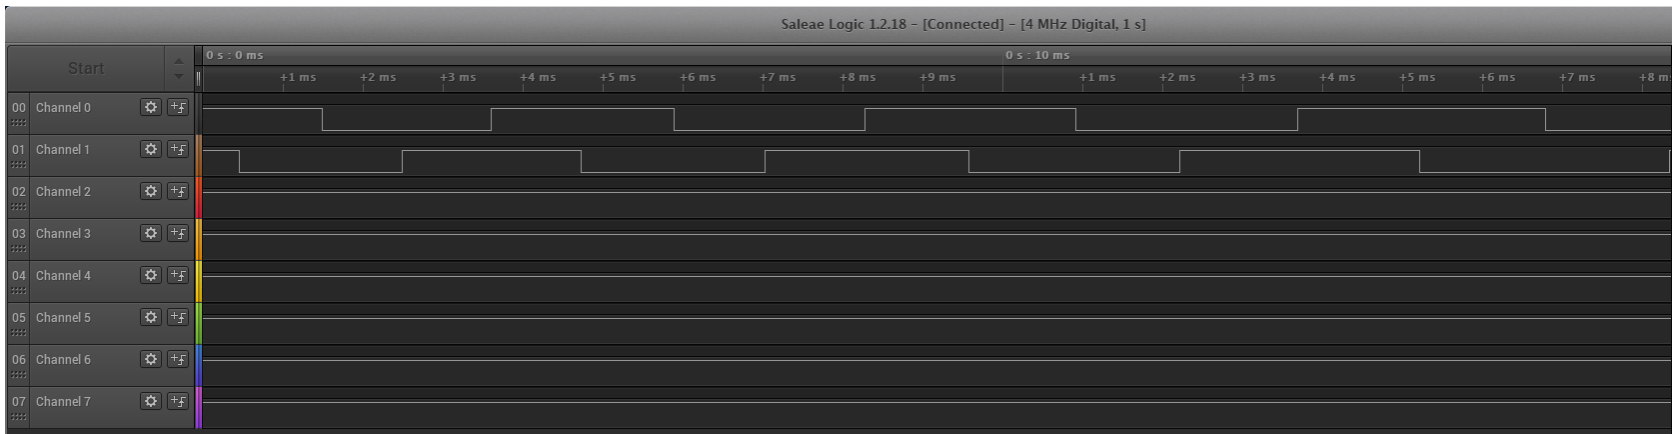 Saleae Logic 1.2.18 - [Connected] - [4 MHz Digital, 1 s]
Start
0 s : 0 ms 0 s : 10 ms
+1 ms +2 ms +3 ms +4 ms +5 ms +6 ms +7 ms +8 ms +9 ms +1 ms +2 ms +3 ms +4 ms +5 ms +6 ms +7 ms +8 m
00 Channel 0
01 Channel 1
02 Channel 2
03 Channel 3
04 Channel 4
05 Channel 5
06 Channel 6
07 Channel 7